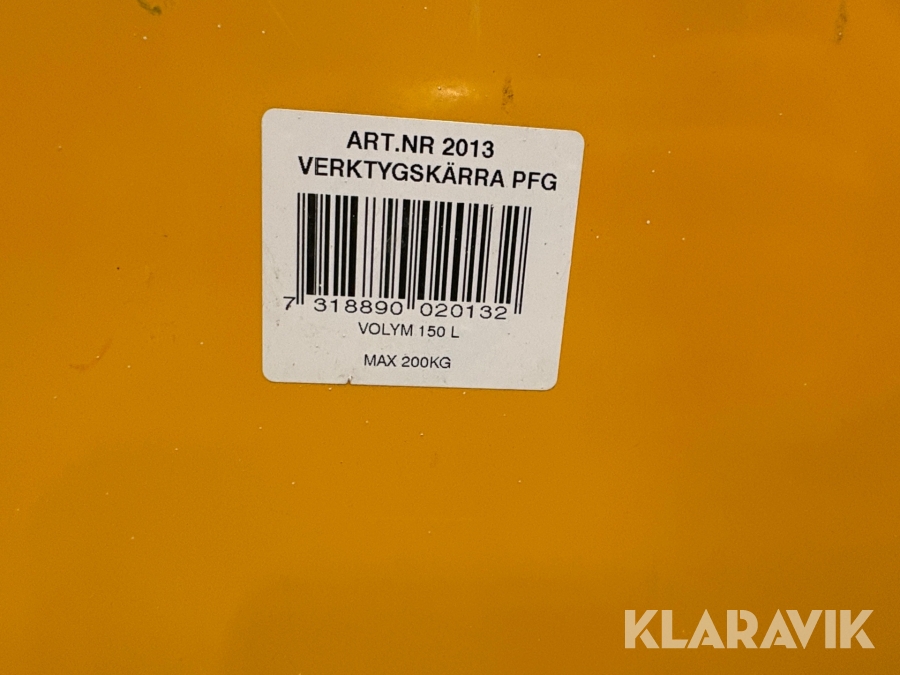 ART.NR 2013
VERKTYGSKÄRRA PFG
7 318890 020132
VOLYM 150 L
MAX 200KG
KLARAVIK